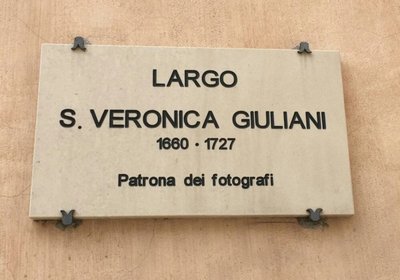 LARGO
S. VERONICA GIULIANI
1660 • 1727
Patrona dei fotografi